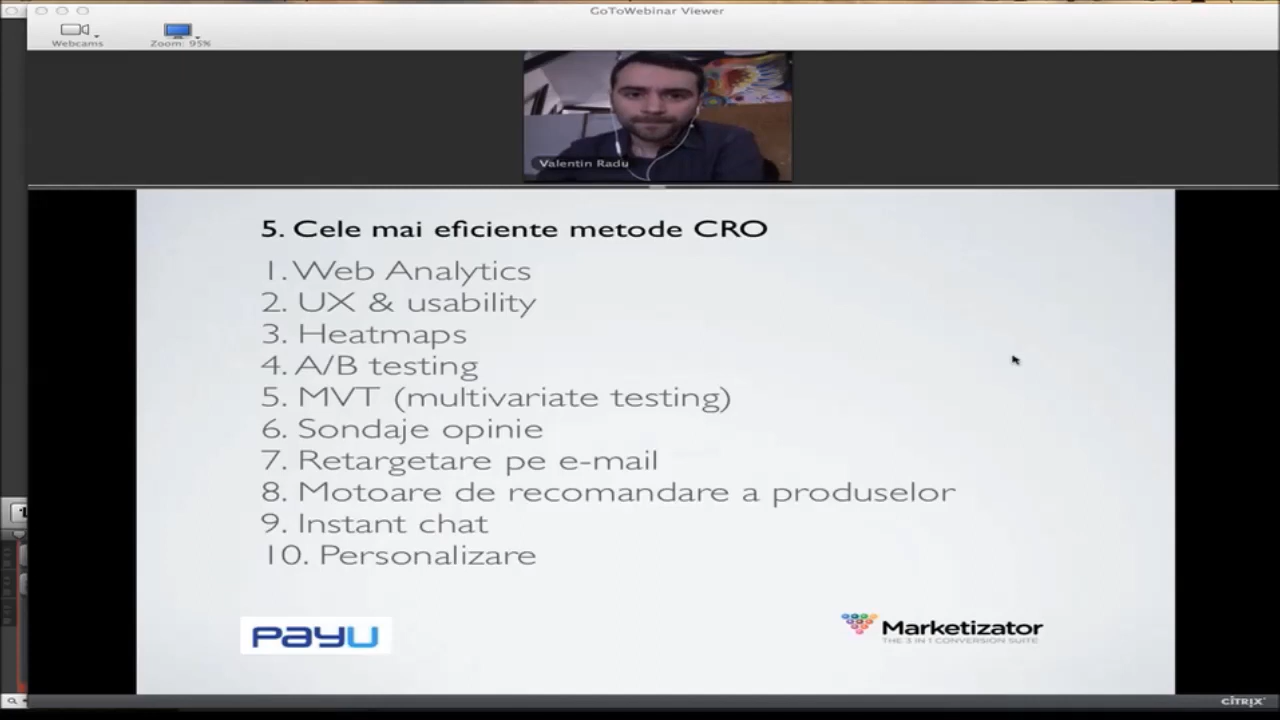 GoToWebinar Viewer
Webcams
Zoom: 95%
Valentin Radu
5. Cele mai eficiente metode CRO
1. Web Analytics
2. UX & usability
3. Heatmaps
4. A/B testing
5. MVT (multivariate testing)
6. Sondaje opinie
7. Retargetare pe e-mail
8. Motoare de recomandare a produselor
9. Instant chat
10. Personalizare
PayU
Marketizator
THE 3 IN 1 CONVERSION SUITE
CITRIX